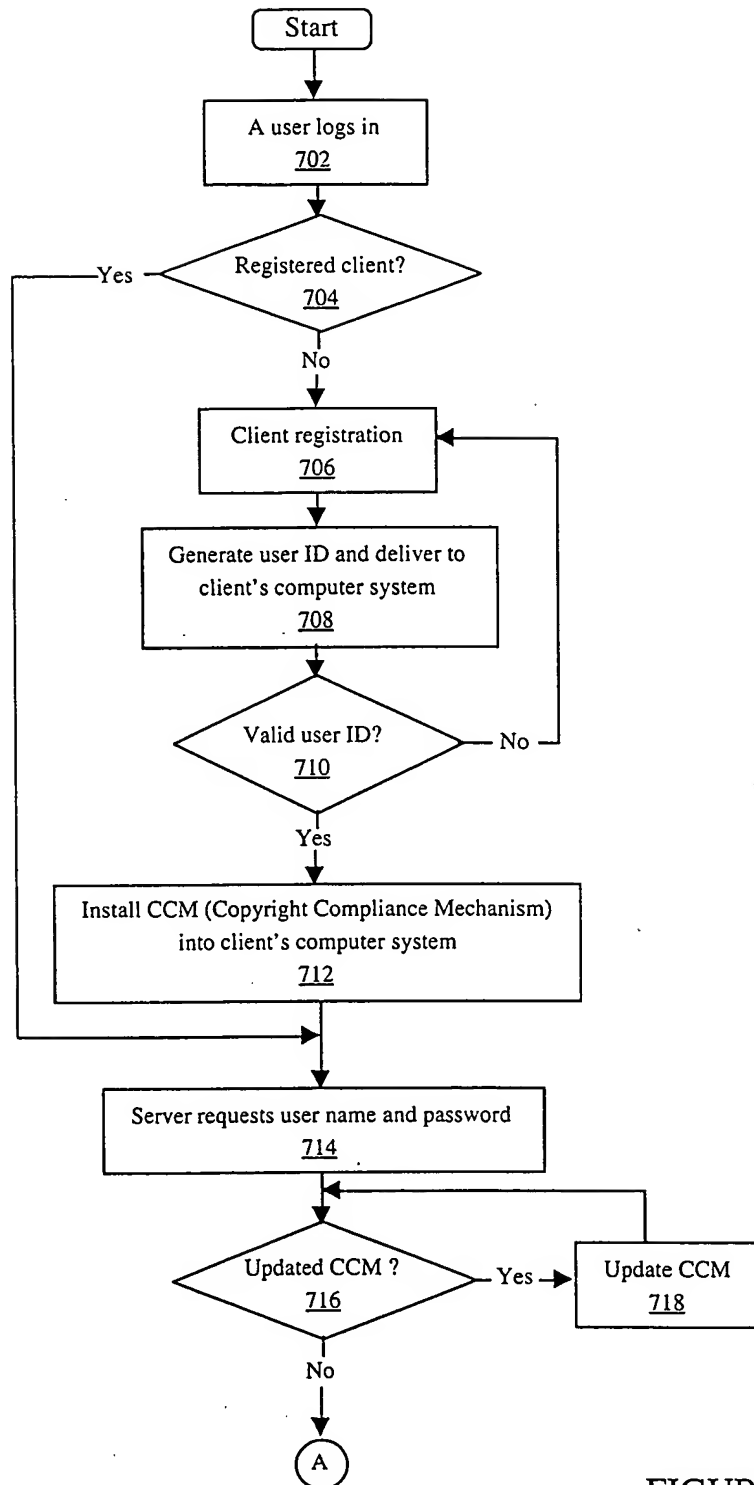 Start
A user logs in
702
Registered client?
704
Yes
No
Client registration
706
Generate user ID and deliver to
client's computer system
708
Valid user ID?
710
No
Yes
Install CCM (Copyright Compliance Mechanism)
into client's computer system
712
Server requests user name and password
714
Updated CCM ?
716
Yes
Update CCM
718
No
A
FIGUR